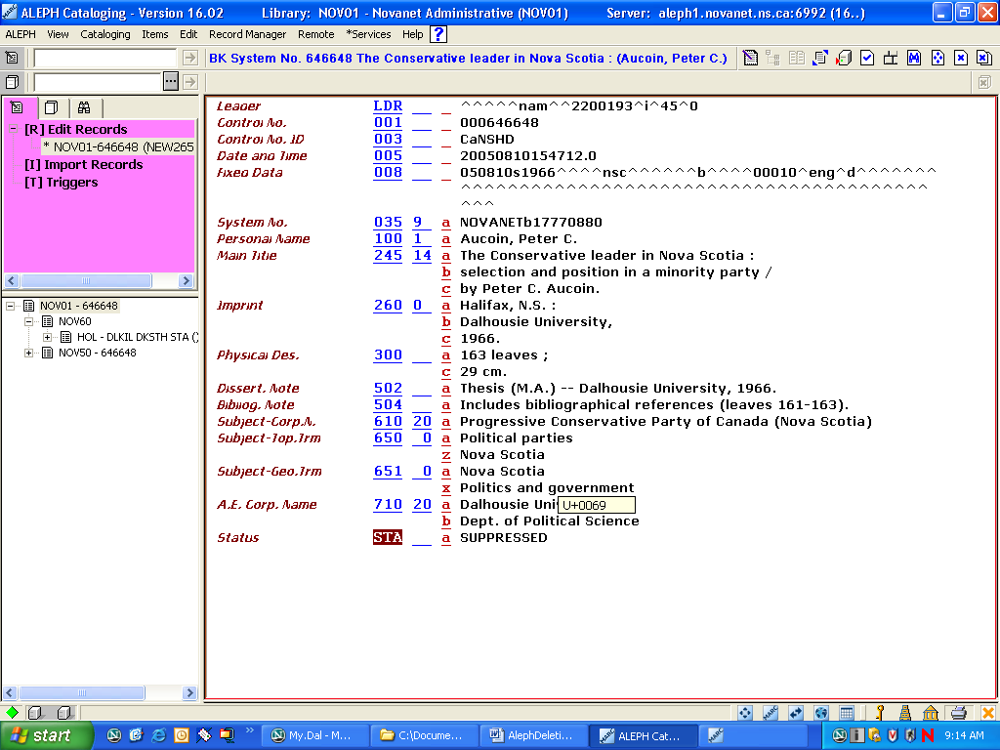 ALEPH Cataloging - Version 16.02 Library: NOV01 - Novanet Administrative (NOV01) Server: aleph1.novanet.ns.ca:6992 (16..)
ALEPH View Cataloging Items Edit Record Manager Remote *Services Help ?
BK System No. 646648 The Conservative leader in Nova Scotia : (Aucoin, Peter C.)
[R] Edit Records
* NOV01-646648 (NEW265
[I] Import Records
[T] Triggers
NOV01 - 646648
NOV60
HOL - DLKIL DKSTH STA ()
NOV50 - 646648
Leader LDR ^^^^^nam^^2200193^i^45^0
Control No. 001 000646648
Control No. ID 003 CaNSHD
Date and Time 005 20050810154712.0
Fixed Data 008 050810s1966^^^^nsc^^^^^^b^^^^00010^eng^d^^^^^^^
^^^^^^^^^^^^^^^^^^^^^^^^^^^^^^^^^^^^^^^^
^^^
System No. 035 9 a NOVANETb17770880
Personal Name 100 1 a Aucoin, Peter C.
Main Title 245 14 a The Conservative leader in Nova Scotia :
b selection and position in a minority party /
c by Peter C. Aucoin.
Imprint 260 0 a Halifax, N.S. :
b Dalhousie University,
c 1966.
Physical Des. 300 a 163 leaves ;
c 29 cm.
Dissert. Note 502 a Thesis (M.A.) -- Dalhousie University, 1966.
Bibliog. Note 504 a Includes bibliographical references (leaves 161-163).
Subject-Corp.N. 610 20 a Progressive Conservative Party of Canada (Nova Scotia)
Subject-Top.Trm 650 0 a Political parties
z Nova Scotia
Subject-Geo.Trm 651 0 a Nova Scotia
x Politics and government
A.E. Corp. Name 710 20 a Dalhousie Uni U+0069
b Dept. of Political Science
Status STA a SUPPRESSED
start My.Dal - M... C:\Docume... AlephDeleti... ALEPH Cat... 9:14 AM